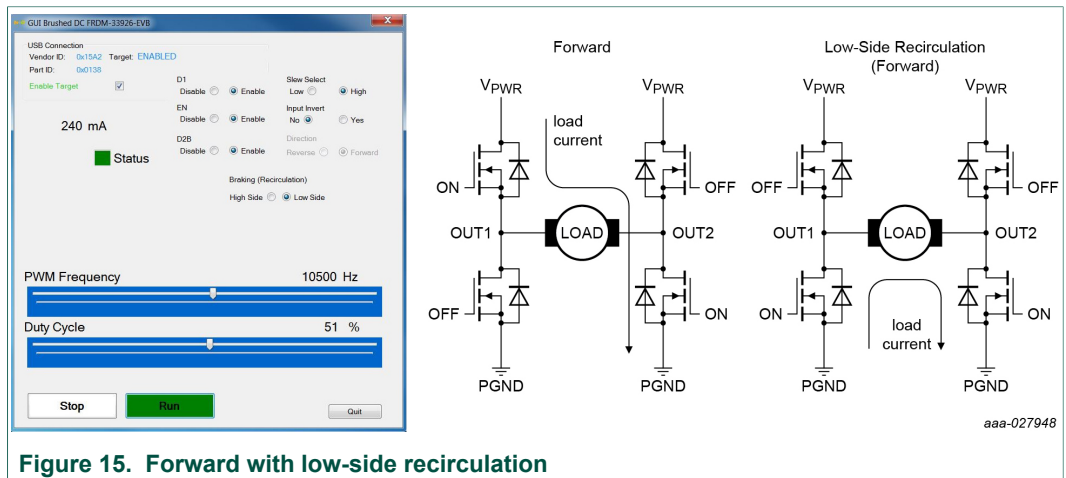 GUI Brushed DC FRDM-33926-EVB
USB Connection
Vendor ID: 0x15A2 Target: ENABLED
Part ID: 0x0138
Enable Target
240 mA
Status
D1
Disable Enable
EN
Disable Enable
D2B
Disable Enable
Slew Select
Low High
Input Invert
No Yes
Direction
Reverse Forward
Braking (Recirculation)
High Side Low Side
PWM Frequency 10500 Hz
Duty Cycle 51 %
Stop Run Quit
Forward
VPWR VPWR
load
current
ON OFF
OUT1 LOAD OUT2
OFF ON
PGND PGND
Low-Side Recirculation
(Forward)
VPWR VPWR
OFF OFF
OUT1 LOAD OUT2
ON ON
load
current
PGND PGND
aaa-027948
Figure 15. Forward with low-side recirculation